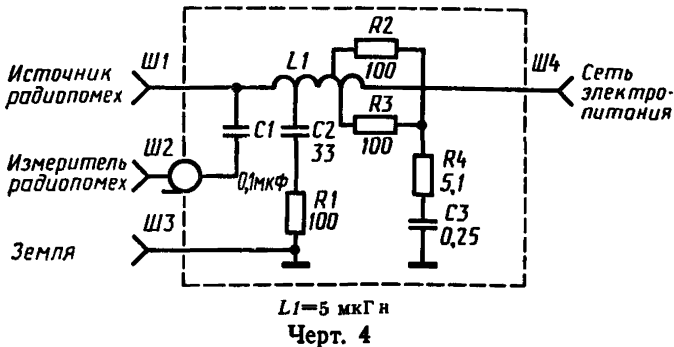 R2
100
Ш1
L1
Ш4
Источник
радиопомех
Сеть
электро-
питания
R3
100
C1
C2
33
Ш2
Измеритель
радиопомех
0,1мкф
R4
5,1
R1
100
C3
0,25
Ш3
Земля
L1=5 мкГн
Черт. 4